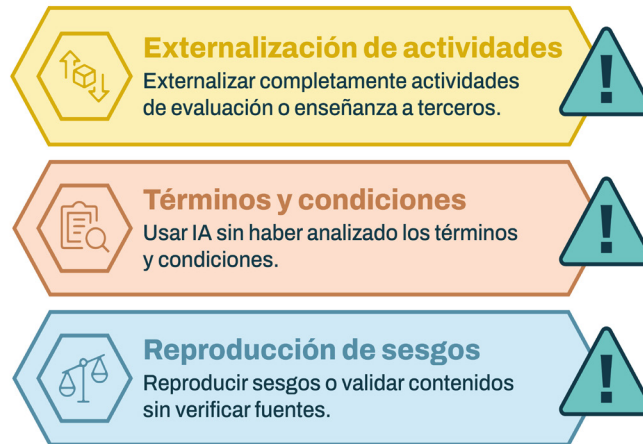 Externalización de actividades
Externalizar completamente actividades
de evaluación o enseñanza a terceros.
!
Términos y condiciones
Usar IA sin haber analizado los términos
y condiciones.
!
Reproducción de sesgos
Reproducir sesgos o validar contenidos
sin verificar fuentes.
!